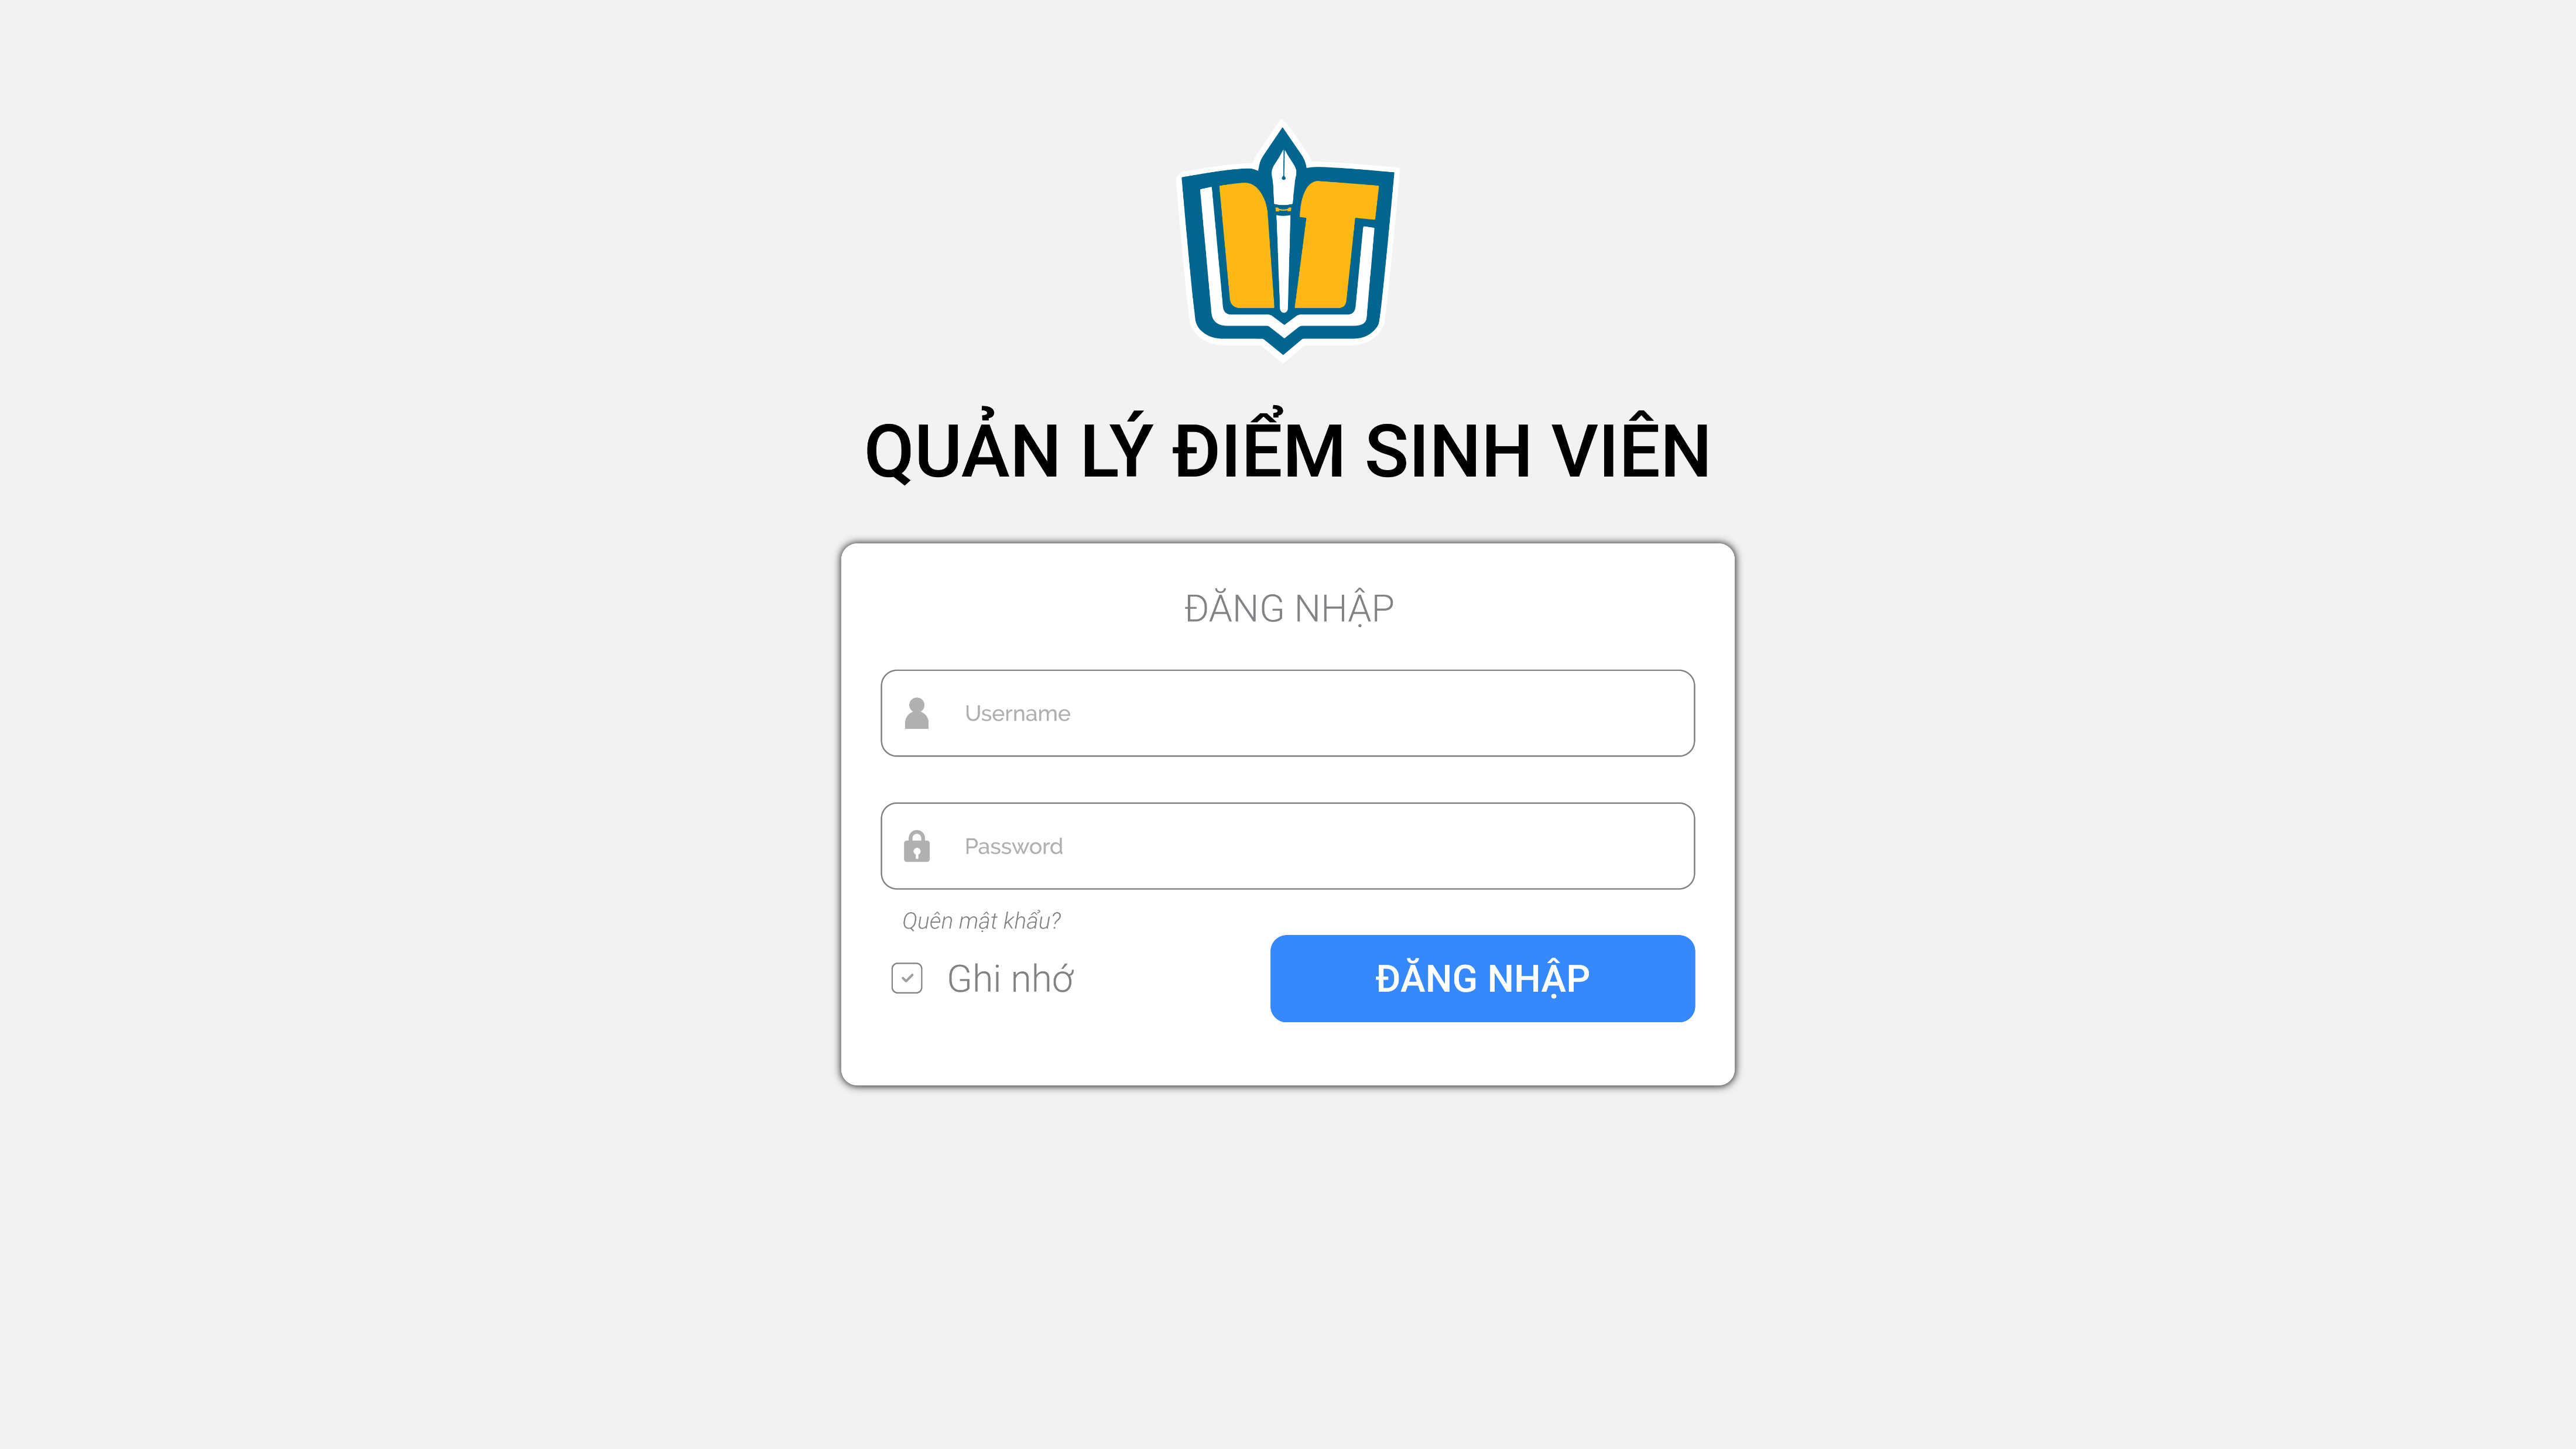 QUẢN LÝ ĐIỂM SINH VIÊN
ĐĂNG NHẬP
Username
Password
Quên mật khẩu?
Ghi nhớ
ĐĂNG NHẬP